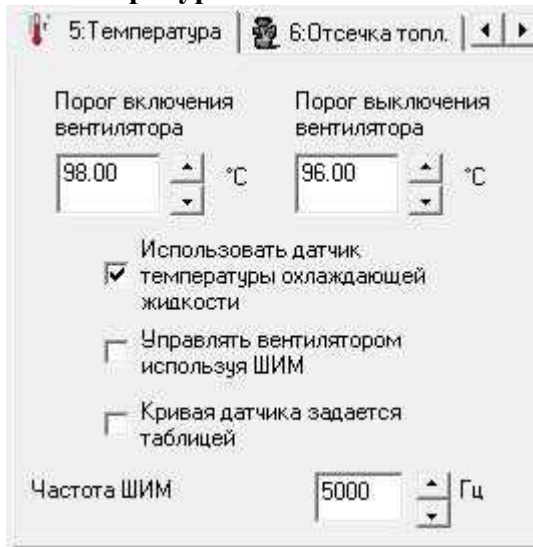 5:Температура
6:Отсечка топл.
Порог включения
вентилятора
Порог выключения
вентилятора
98.00
°C
96.00
°C
Использовать датчик
температуры охлаждающей
жидкости
Управлять вентилятором
используя ШИМ
Кривая датчика задается
таблицей
Частота ШИМ
5000
Гц